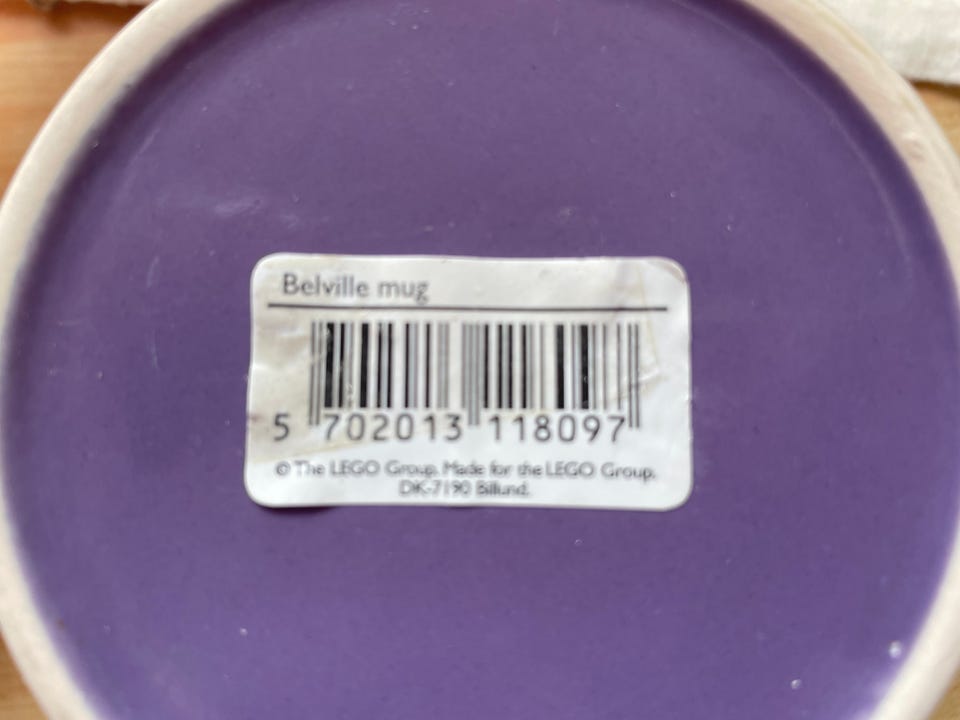 Belville mug
5 702013 118097
© The LEGO Group. Made for the LEGO Group.
DK-7190 Billund.